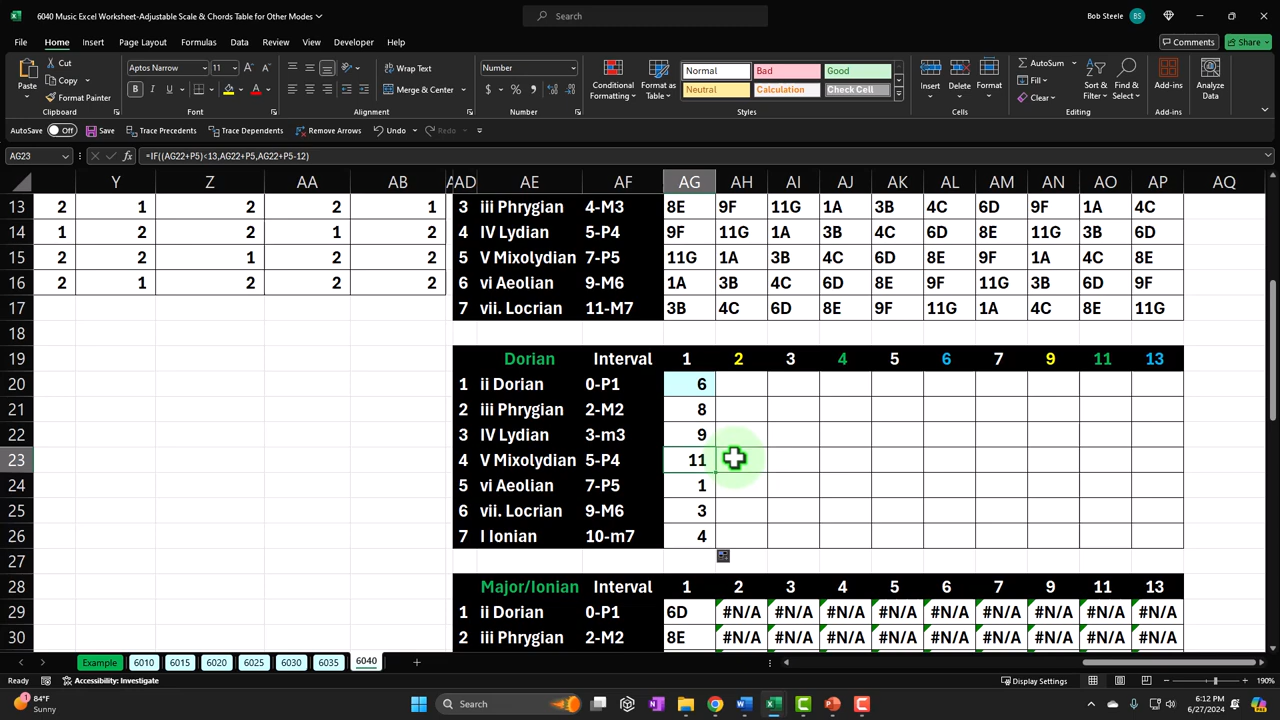 6040 Music Excel Worksheet-Adjustable Scale & Chords Table for Other Modes
Search
Bob Steele
BS
File Home Insert Page Layout Formulas Data Review View Developer Help
Comments Share
Paste
Cut
Copy
Format Painter
Clipboard
Aptos Narrow 11
B I U
Font
Wrap Text
Merge & Center
Alignment
Number
$ % 9
Number
Conditional Formatting
Format as Table
Normal Bad Good
Neutral Calculation Check Cell
Styles
Insert Delete Format
Cells
AutoSum
Fill
Clear
Sort & Filter
Find & Select
Editing
Add-ins
Add-ins
Analyze Data
AutoSave Off Save Trace Precedents Trace Dependents Remove Arrows Undo Redo
AG23 fx =IF((AG22+P5)<13,AG22+P5,AG22+P5-12)
Y Z AA AB AD AE AF AG AH AI AJ AK AL AM AN AO AP AQ
13 2 1 2 2 1 3 iii Phrygian 4-M3 8E 9F 11G 1A 3B 4C 6D 9F 1A 4C
14 1 2 2 1 2 4 IV Lydian 5-P4 9F 11G 1A 3B 4C 6D 8E 11G 3B 6D
15 2 2 1 2 2 5 V Mixolydian 7-P5 11G 1A 3B 4C 6D 8E 9F 1A 4C 8E
16 2 1 2 2 2 6 vi Aeolian 9-M6 1A 3B 4C 6D 8E 9F 11G 3B 6D 9F
17 7 vii. Locrian 11-M7 3B 4C 6D 8E 9F 11G 1A 4C 8E 11G
18
19 Dorian Interval 1 2 3 4 5 6 7 9 11 13
20 1 ii Dorian 0-P1 6
21 2 iii Phrygian 2-M2 8
22 3 IV Lydian 3-m3 9
23 4 V Mixolydian 5-P4 11
24 5 vi Aeolian 7-P5 1
25 6 vii. Locrian 9-M6 3
26 7 I Ionian 10-m7 4
27
28 Major/Ionian Interval 1 2 3 4 5 6 7 9 11 13
29 1 ii Dorian 0-P1 6D #N/A #N/A #N/A #N/A #N/A #N/A #N/A #N/A #N/A
30 2 iii Phrygian 2-M2 8E #N/A #N/A #N/A #N/A #N/A #N/A #N/A #N/A #N/A
Example 6010 6015 6020 6025 6030 6035 6040
Ready Accessibility: Investigate Display Settings 190%
84°F
Sunny
Search
6:12 PM
6/27/2024